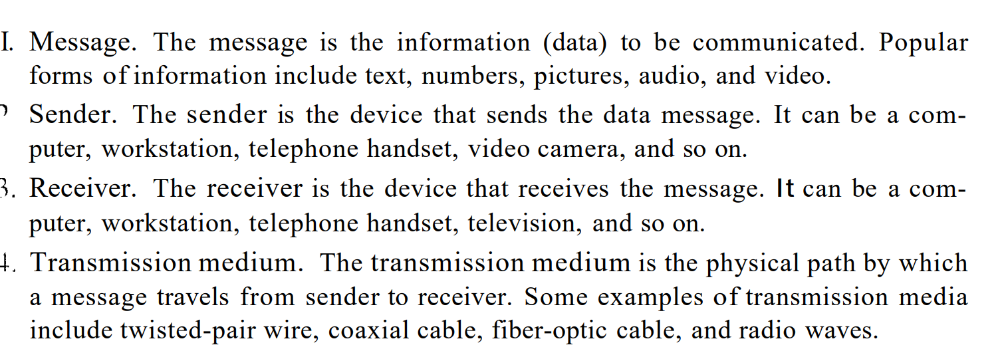 I. Message. The message is the information (data) to be communicated. Popular
forms of information include text, numbers, pictures, audio, and video.
Sender. The sender is the device that sends the data message. It can be a com-
puter, workstation, telephone handset, video camera, and so on.
3. Receiver. The receiver is the device that receives the message. It can be a com-
puter, workstation, telephone handset, television, and so on.
4. Transmission medium. The transmission medium is the physical path by which
a message travels from sender to receiver. Some examples of transmission media
include twisted-pair wire, coaxial cable, fiber-optic cable, and radio waves.